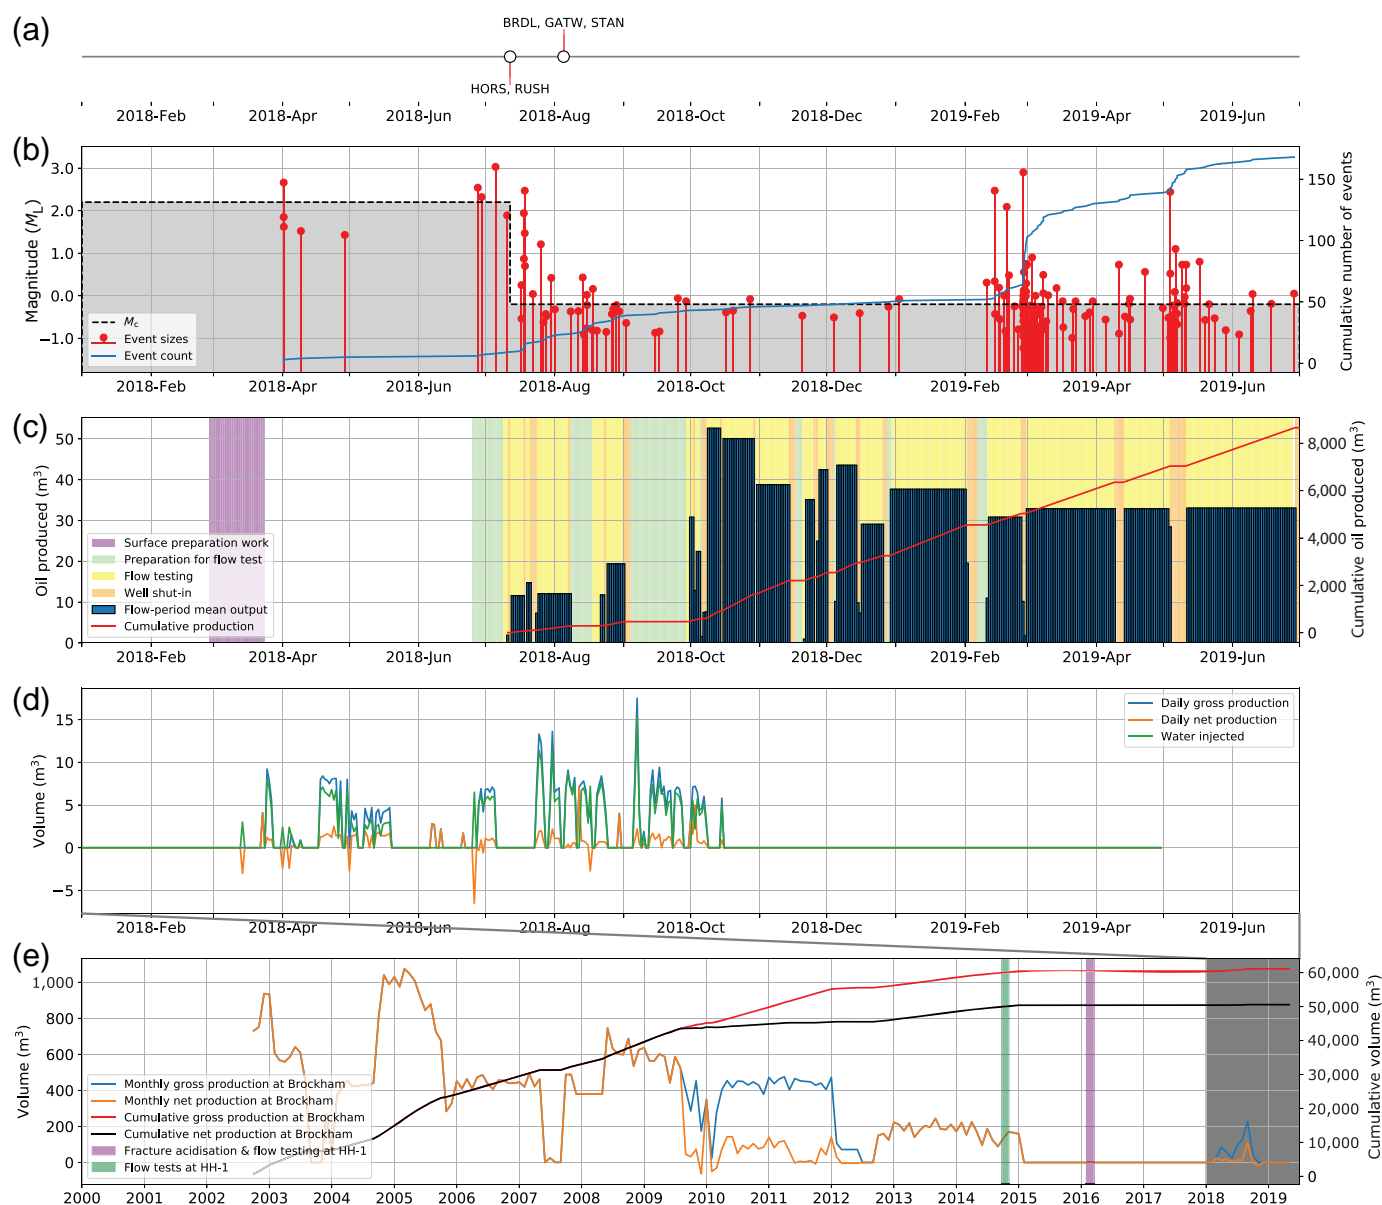 (a)
BRDL, GATW, STAN
HORS, RUSH
2018-Feb 2018-Apr 2018-Jun 2018-Aug 2018-Oct 2018-Dec 2019-Feb 2019-Apr 2019-Jun
(b)
Magnitude (ML)
3.0
2.0
1.0
0.0
−1.0
Mc
Event sizes
Event count
150
100
50
0
Cumulative number of events
2018-Feb 2018-Apr 2018-Jun 2018-Aug 2018-Oct 2018-Dec 2019-Feb 2019-Apr 2019-Jun
(c)
Oil produced (m³)
50
40
30
20
10
0
Surface preparation work
Preparation for flow test
Flow testing
Well shut-in
Flow-period mean output
Cumulative production
8,000
6,000
4,000
2,000
0
Cumulative oil produced (m³)
2018-Feb 2018-Apr 2018-Jun 2018-Aug 2018-Oct 2018-Dec 2019-Feb 2019-Apr 2019-Jun
(d)
Volume (m³)
15
10
5
0
−5
Daily gross production
Daily net production
Water injected
2018-Feb 2018-Apr 2018-Jun 2018-Aug 2018-Oct 2018-Dec 2019-Feb 2019-Apr 2019-Jun
(e)
Volume (m³)
1,000
800
600
400
200
0
Monthly gross production at Brockham
Monthly net production at Brockham
Cumulative gross production at Brockham
Cumulative net production at Brockham
Fracture acidisation & flow testing at HH-1
Flow tests at HH-1
60,000
50,000
40,000
30,000
20,000
10,000
0
Cumulative volume (m³)
2000 2001 2002 2003 2004 2005 2006 2007 2008 2009 2010 2011 2012 2013 2014 2015 2016 2017 2018 2019